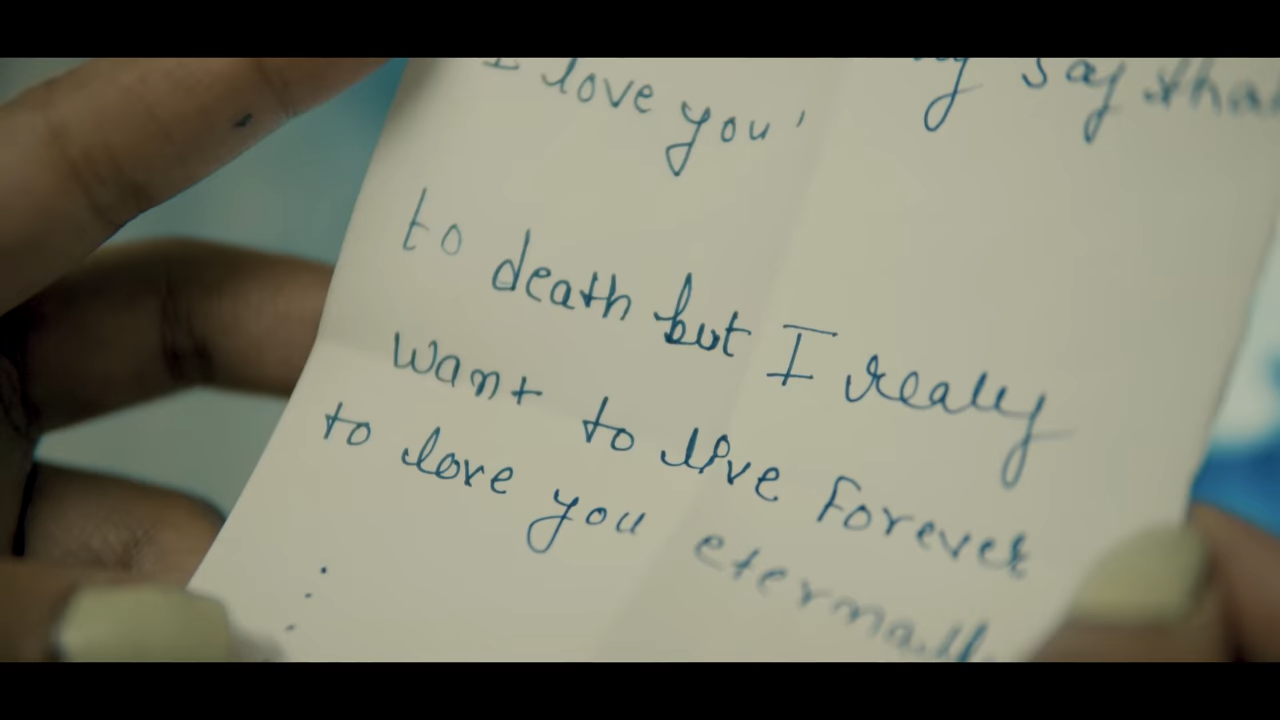 say that
I love you'
to death but I really
want to live forever
to love you eternally